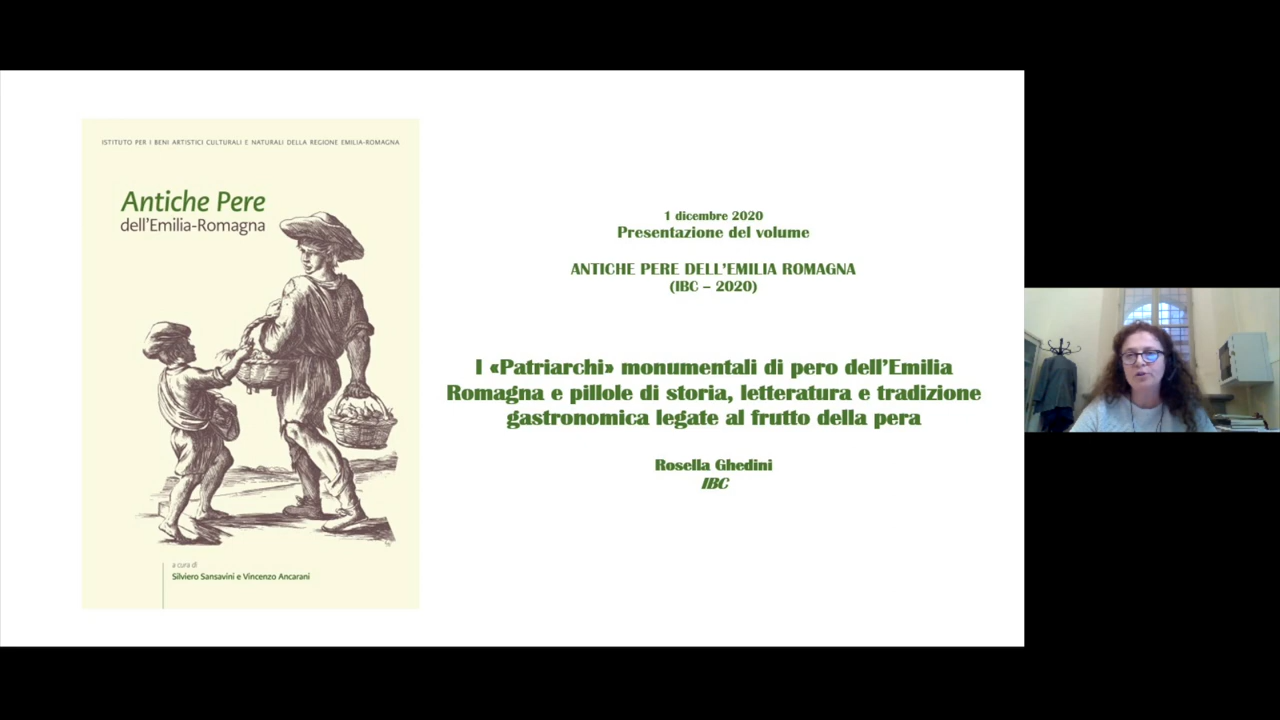 ISTITUTO PER I BENI ARTISTICI CULTURALI E NATURALI DELLA REGIONE EMILIA-ROMAGNA
Antiche Pere
dell'Emilia-Romagna
a cura di
Silviero Sansavini e Vincenzo Ancarani
1 dicembre 2020
Presentazione del volume
ANTICHE PERE DELL'EMILIA ROMAGNA
(IBC – 2020)
I «Patriarchi» monumentali di pero dell'Emilia
Romagna e pillole di storia, letteratura e tradizione
gastronomica legate al frutto della pera
Rosella Ghedini
IBC